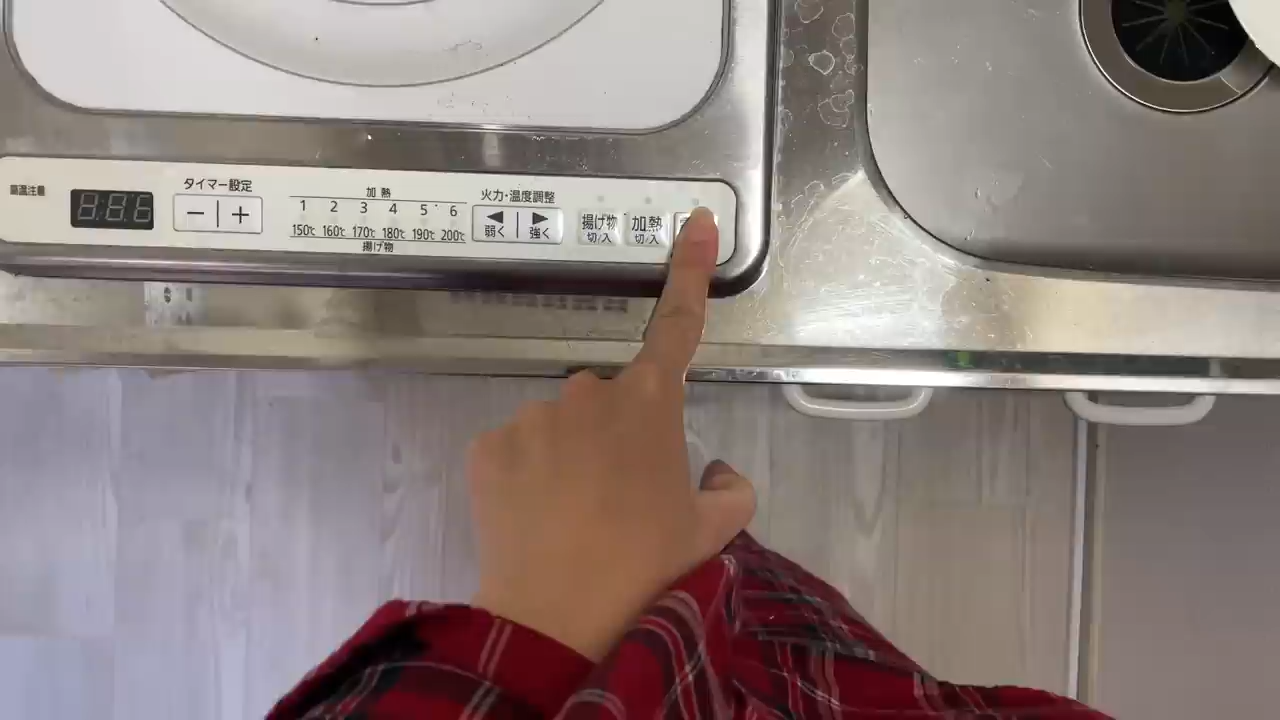 高温注意
タイマー設定
－ ＋
加熱
1 2 3 4 5 6
150℃ 160℃ 170℃ 180℃ 190℃ 200℃
揚げ物
火力・温度調整
◀ ▶
弱く 強く
揚げ物
切/入
加熱
切/入